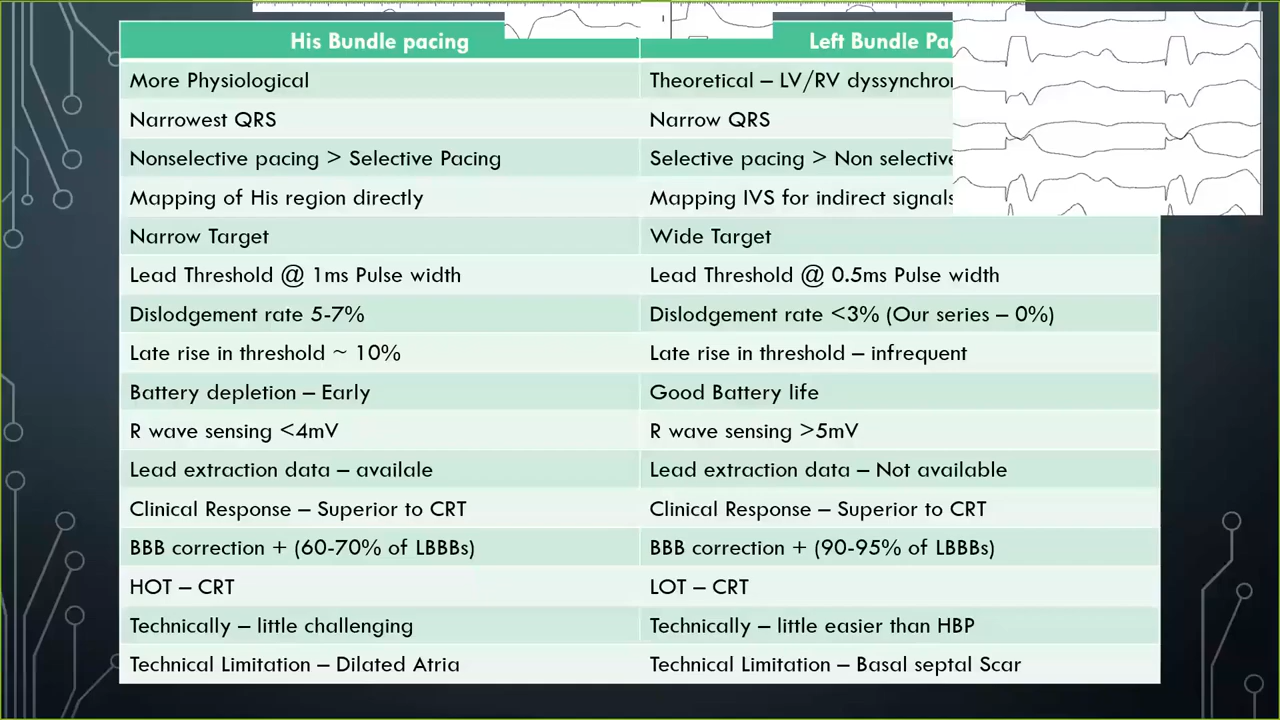 His Bundle pacing
Left Bundle
More Physiological
Theoretical – LV/RV
Narrowest QRS
Narrow QRS
Nonselective pacing > Selective Pacing
Selective pacing > Non selective
Mapping of His region directly
Mapping IVS for indirect signals
Narrow Target
Wide Target
Lead Threshold @ 1ms Pulse width
Lead Threshold @ 0.5ms Pulse width
Dislodgement rate 5-7%
Dislodgement rate <3% (Our series – 0%)
Late rise in threshold ~ 10%
Late rise in threshold – infrequent
Battery depletion – Early
Good Battery life
R wave sensing <4mV
R wave sensing >5mV
Lead extraction data – availale
Lead extraction data – Not available
Clinical Response – Superior to CRT
Clinical Response – Superior to CRT
BBB correction + (60-70% of LBBBs)
BBB correction + (90-95% of LBBBs)
HOT – CRT
LOT – CRT
Technically – little challenging
Technically – little easier than HBP
Technical Limitation – Dilated Atria
Technical Limitation – Basal septal Scar